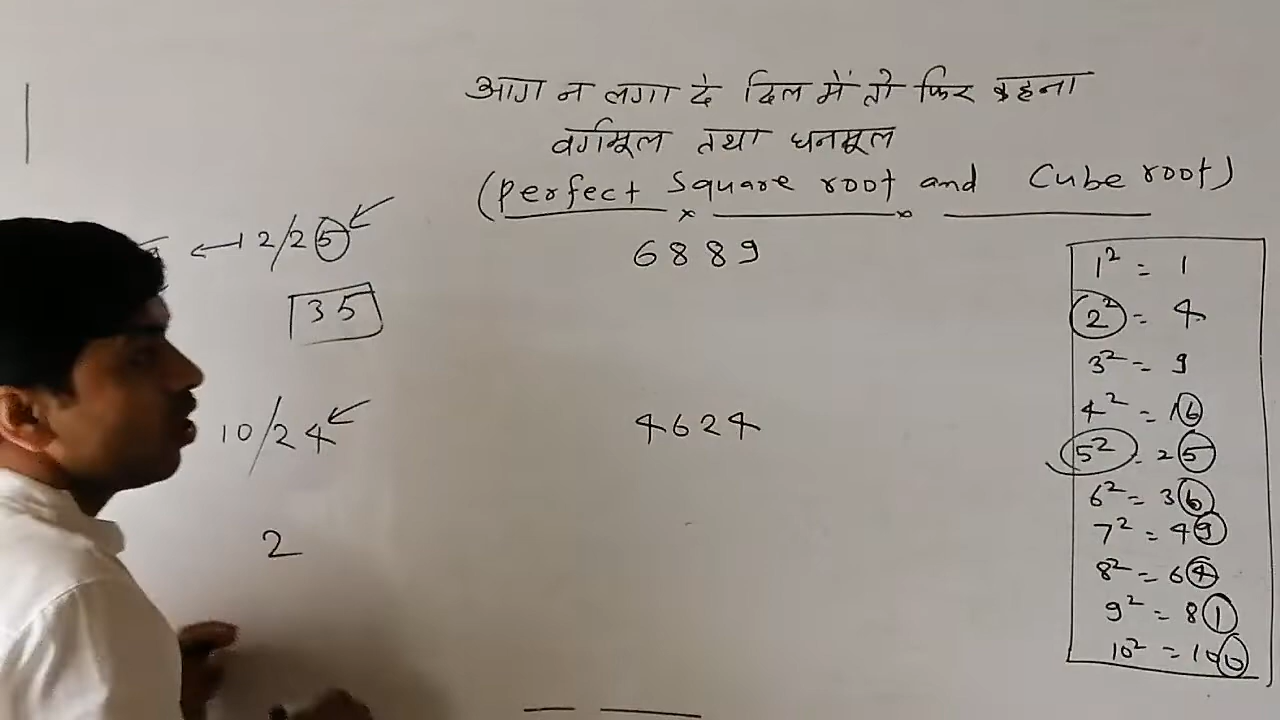 आग न लगा दे दिल में तो फिर कहना
वर्गमूल तथा घनमूल
(Perfect Square root and Cube root)
12/25
35
10/24
2
6889
4624
1² = 1
2² = 4
3² = 9
4² = 16
5² = 25
6² = 36
7² = 49
8² = 64
9² = 81
10² = 100